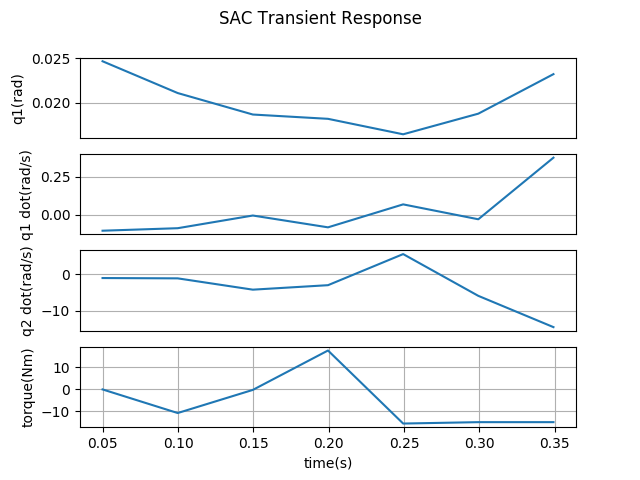 SAC Transient Response
0.025
0.020
q1(rad)
0.25
0.00
q1 dot(rad/s)
0
−10
q2 dot(rad/s)
10
0
−10
torque(Nm)
0.05 0.10 0.15 0.20 0.25 0.30 0.35
time(s)